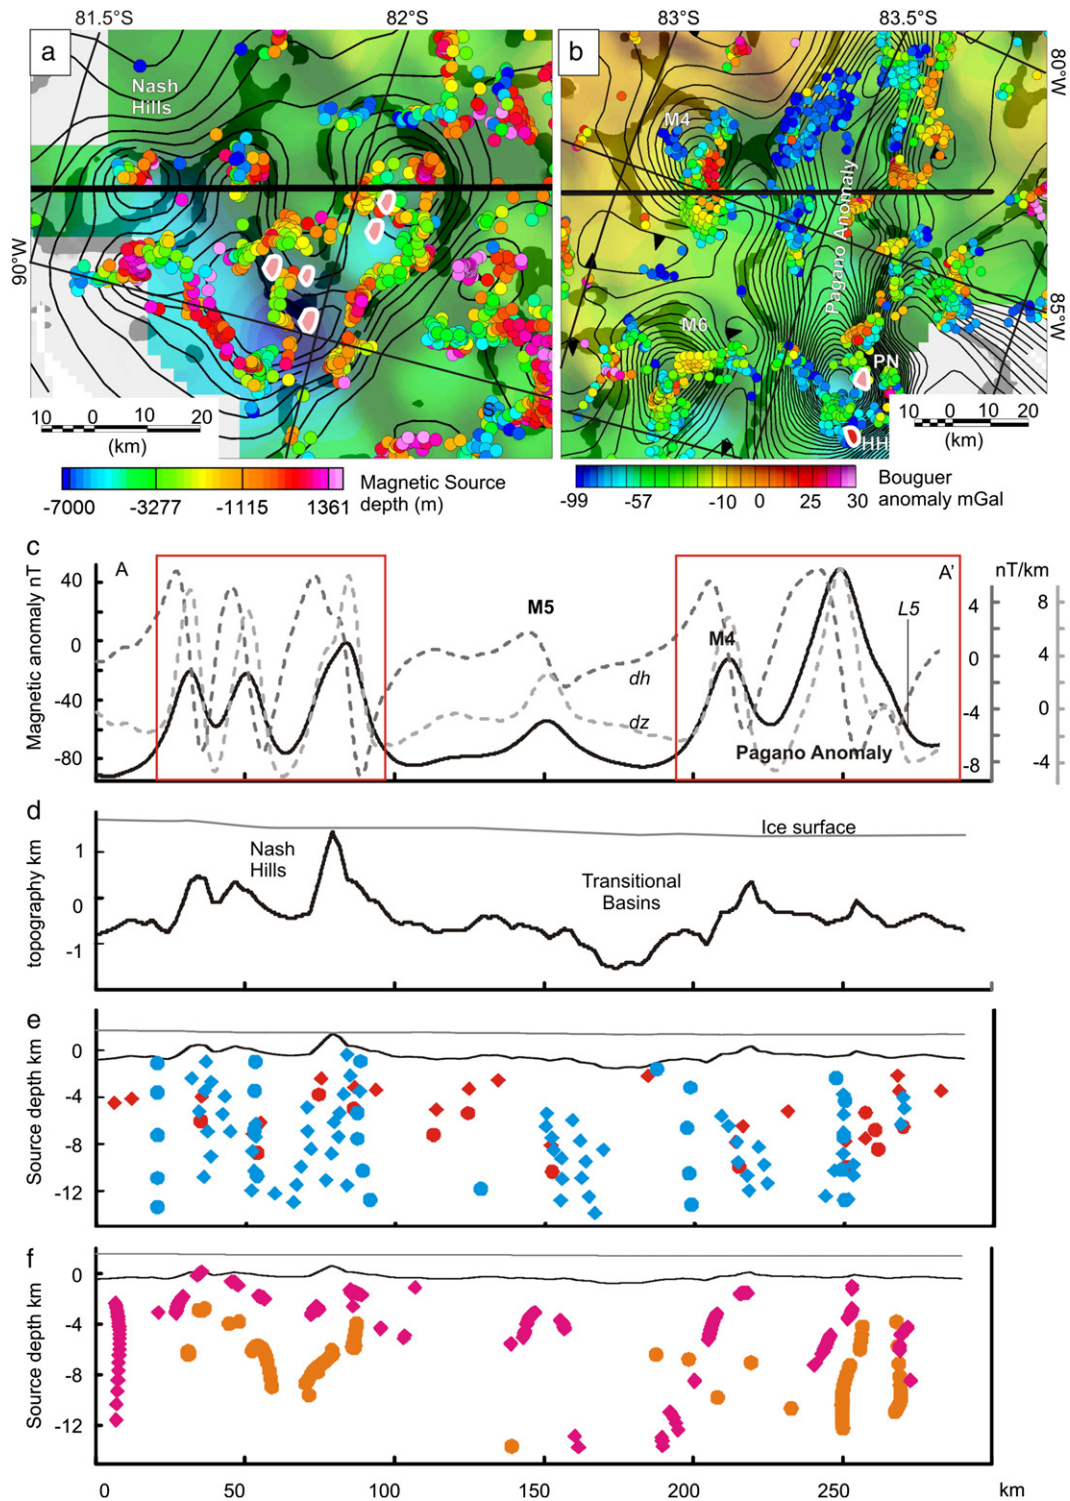 81.5°S
82°S
83°S
83.5°S
a
Nash
Hills
90°W
10 0 10 20
(km)
b
M4
Pagano Anomaly
M6
PN
HH
80°W
85°W
10 0 10 20
(km)
-7000 -3277 -1115 1361
Magnetic Source
depth (m)
-99 -57 -10 0 25 30
Bouguer
anomaly mGal
c
Magnetic anomaly nT
40
0
-40
-80
A
M5
dh
dz
M4
Pagano Anomaly
A'
L5
nT/km
4
0
-4
-8
8
4
0
-4
d
topography km
1
0
-1
Nash
Hills
Ice surface
Transitional
Basins
e
Source depth km
0
-4
-8
-12
f
Source depth km
0
-4
-8
-12
0 50 100 150 200 250 km